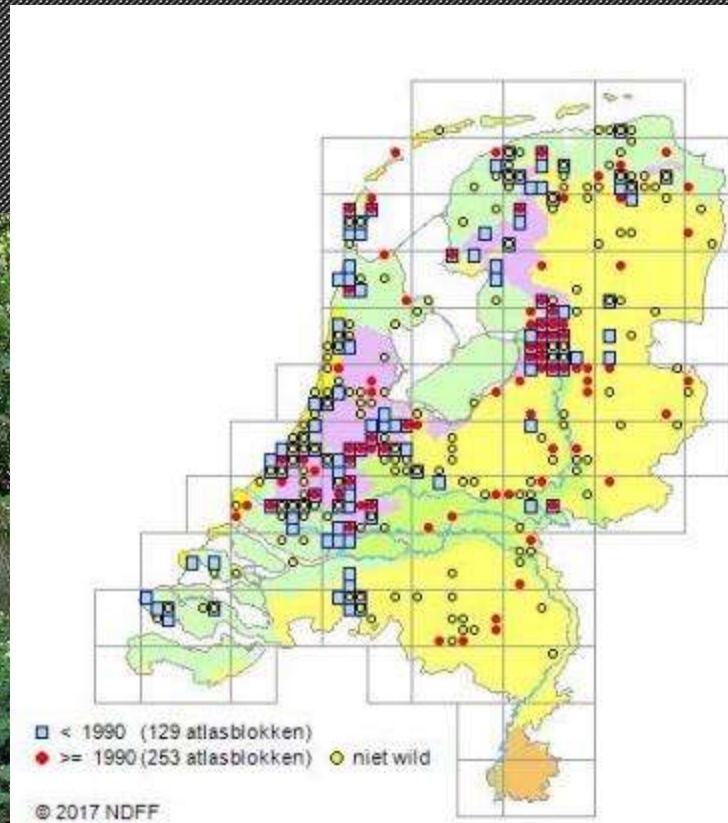 < 1990 (129 atlasblokken)
>= 1990 (253 atlasblokken) niet wild
© 2017 NDFF